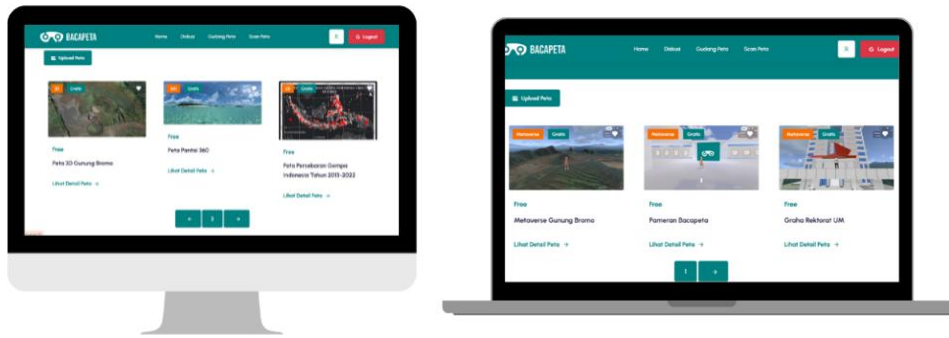 BACAPETA
Home Diskusi Gudang Peta Scan Peta
Logout
Upload Peta
Gratis
Gratis
Gratis
Free
Peta 3D Gunung Bromo
Lihat Detail Peta →
Free
Peta Pantai 360
Lihat Detail Peta →
Free
Peta Persebaran Gempa
Indonesia Tahun 2013-2022
Lihat Detail Peta →
2
BACAPETA
Home Diskusi Gudang Peta Scan Peta
Logout
Upload Peta
Metaverse Gratis
Metaverse Gratis
Metaverse Gratis
Free
Metaverse Gunung Bromo
Lihat Detail Peta →
Free
Pameran Bacapeta
Lihat Detail Peta →
Free
Graha Rektorat UM
Lihat Detail Peta →
1 →